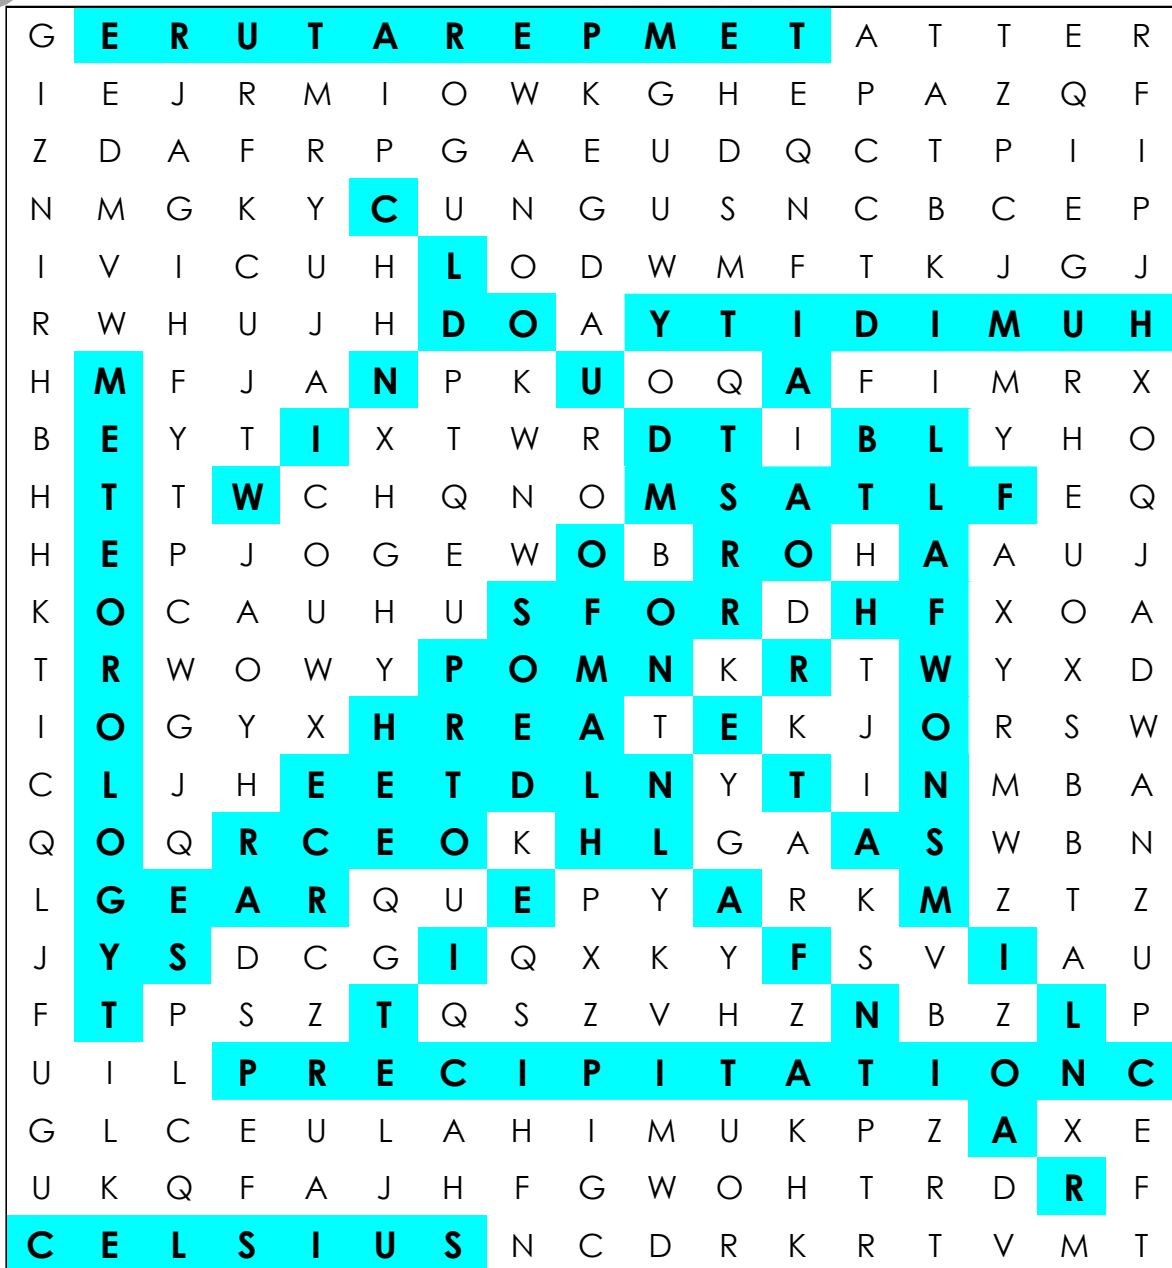 G E R U T A R E P M E T A T T E R
I E J R M I O W K G H E P A Z Q F
Z D A F R P G A E U D Q C T P I I
N M G K Y C U N G U S N C B C E P
I V I C U H L O D W M F T K J G J
R W H U J H D O A Y T I D I M U H
H M F J A N P K U O Q A F I M R X
B E Y T I X T W R D T I B L Y H O
H T T W C H Q N O M S A T L F E Q
H E P J O G E W O B R O H A A U J
K O C A U H U S F O R D H F X O A
T R W O W Y P O M N K R T W Y X D
I O G Y X H R E A T E K J O R S W
C L J H E E T D L N Y T I N M B A
Q O Q R C E O K H L G A A S W B N
L G E A R Q U E P Y A R K M Z T Z
J Y S D C G I Q X K Y F S V I A U
F T P S Z T Q S Z V H Z N B Z L P
U I L P R E C I P I T A T I O N C
G L C E U L A H I M U K P Z A X E
U K Q F A J H F G W O H T R D R F
C E L S I U S N C D R K R T V M T